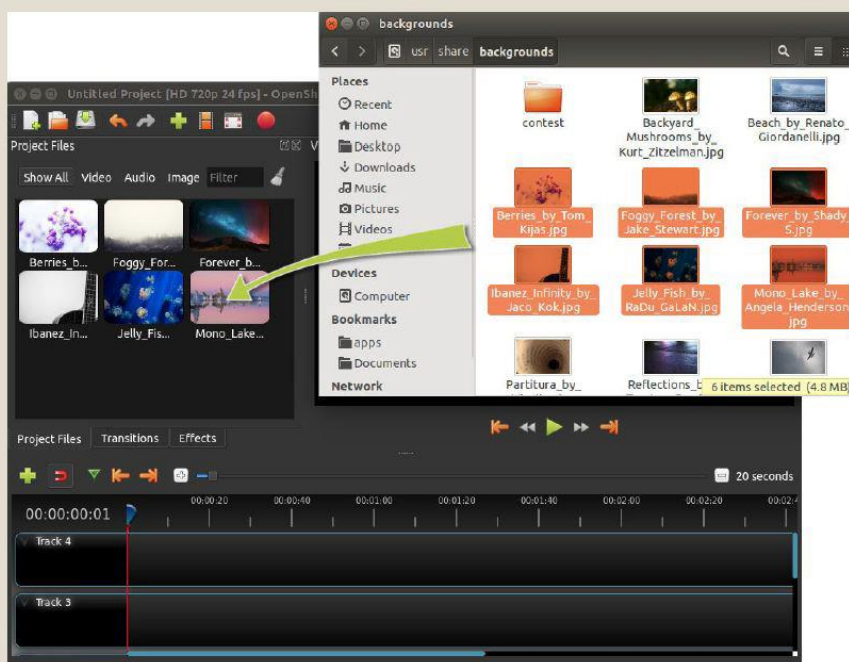 backgrounds
usr share backgrounds
Places
Recent
Home
Desktop
Downloads
Music
Pictures
Videos
Devices
Computer
Bookmarks
apps
Documents
Network
contest
Backyard_
Mushrooms_by_
Kurt_Zitzelman.jpg
Beach_by_Renato_
Giordanelli.jpg
Berries_by_Tom_
Kijas.jpg
Foggy_Forest_by_
Jake_Stewart.jpg
Forever_by_Shady_
S.jpg
Ibanez_Infinity_by_
Jaco_Kok.jpg
Jelly_Fish_by_
RaDu_GaLaN.jpg
Mono_Lake_by_
Angela_Henderson.
jpg
Partitura_by_
Reflections_b
6 items selected (4.8 MB)
Untitled Project [HD 720p 24 fps] - OpenSh
Project Files
V
Show All Video Audio Image Filter
Berries_b...
Foggy_For...
Forever_b...
Ibanez_In...
Jelly_Fis...
Mono_Lake...
Project Files Transitions Effects
20 seconds
00:00:00:01
00:00:20 00:00:40 00:01:00 00:01:20 00:01:40 00:02:00 00:02:20 00:02:4
Track 4
Track 3